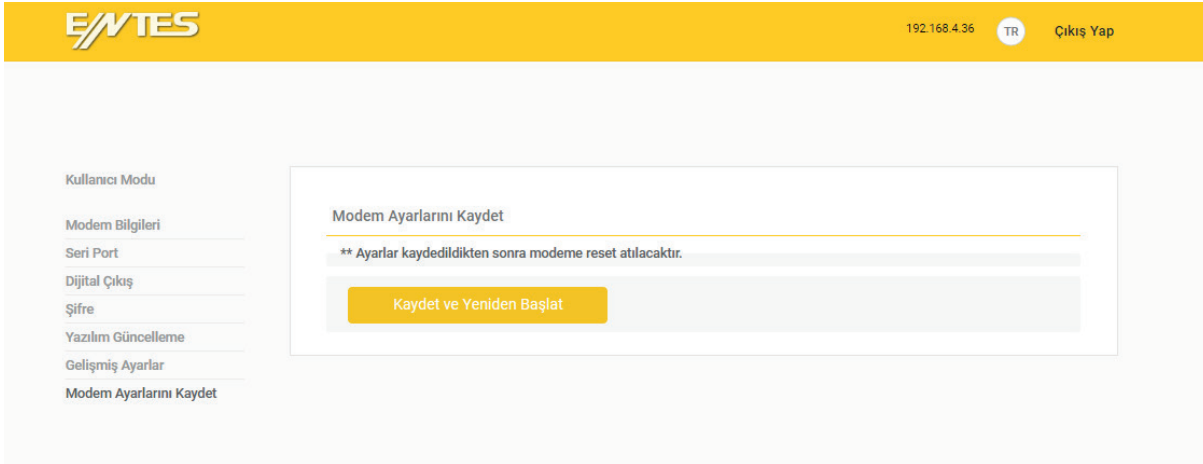 ENTES
192.168.4.36 TR Çıkış Yap
Kullanıcı Modu
Modem Bilgileri
Seri Port
Dijital Çıkış
Şifre
Yazılım Güncelleme
Gelişmiş Ayarlar
Modem Ayarlarını Kaydet
Modem Ayarlarını Kaydet
** Ayarlar kaydedildikten sonra modeme reset atılacaktır.
Kaydet ve Yeniden Başlat